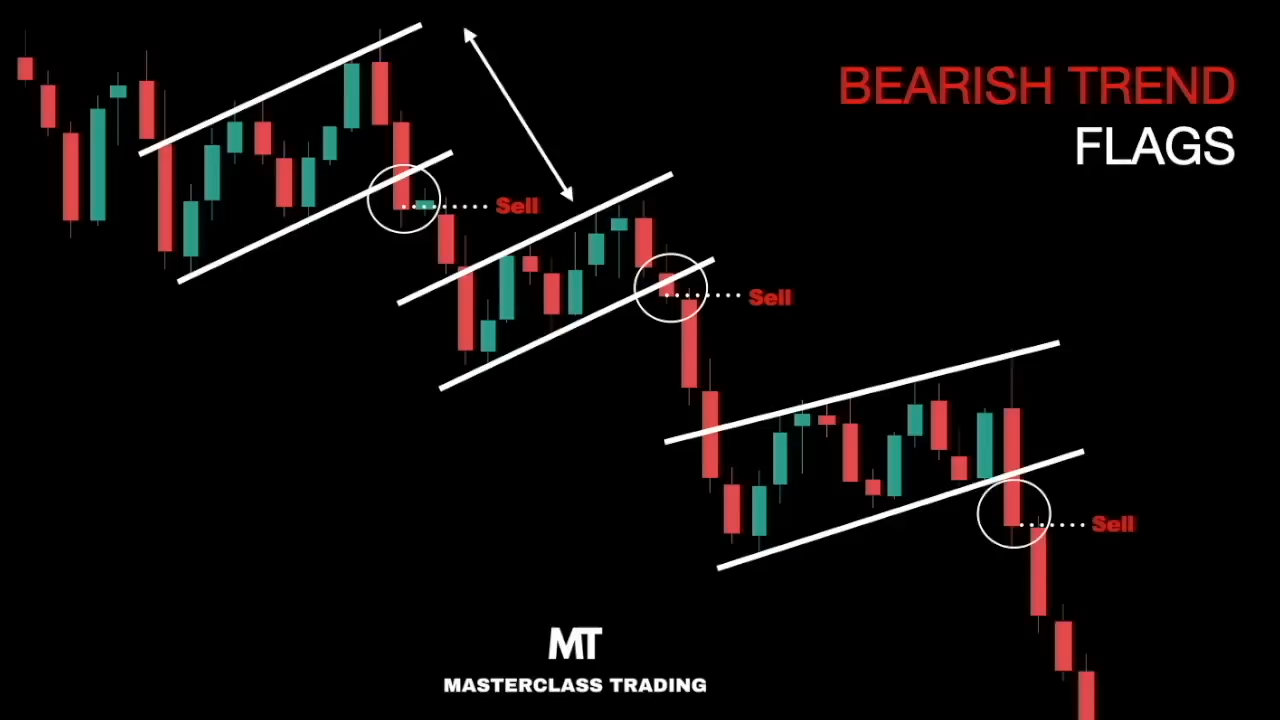 BEARISH TREND
FLAGS
Sell
Sell
Sell
MT
MASTERCLASS TRADING